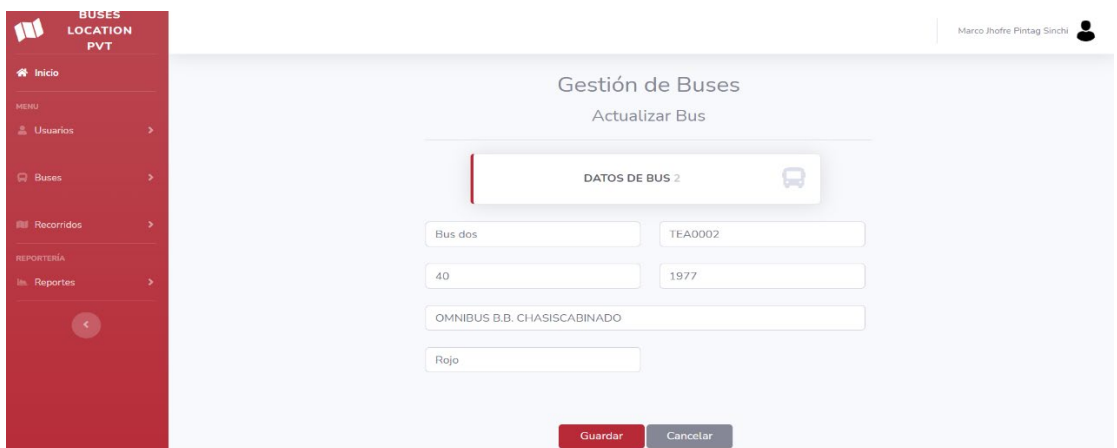 BUSES
LOCATION
PVT
Marco Jhofre Pintag Sinchi
Inicio
MENU
Usuarios
Buses
Recorridos
REPORTERÍA
Reportes
Gestión de Buses
Actualizar Bus
DATOS DE BUS 2
Bus dos
TEA0002
40
1977
OMNIBUS B.B. CHASISCABINADO
Rojo
Guardar
Cancelar